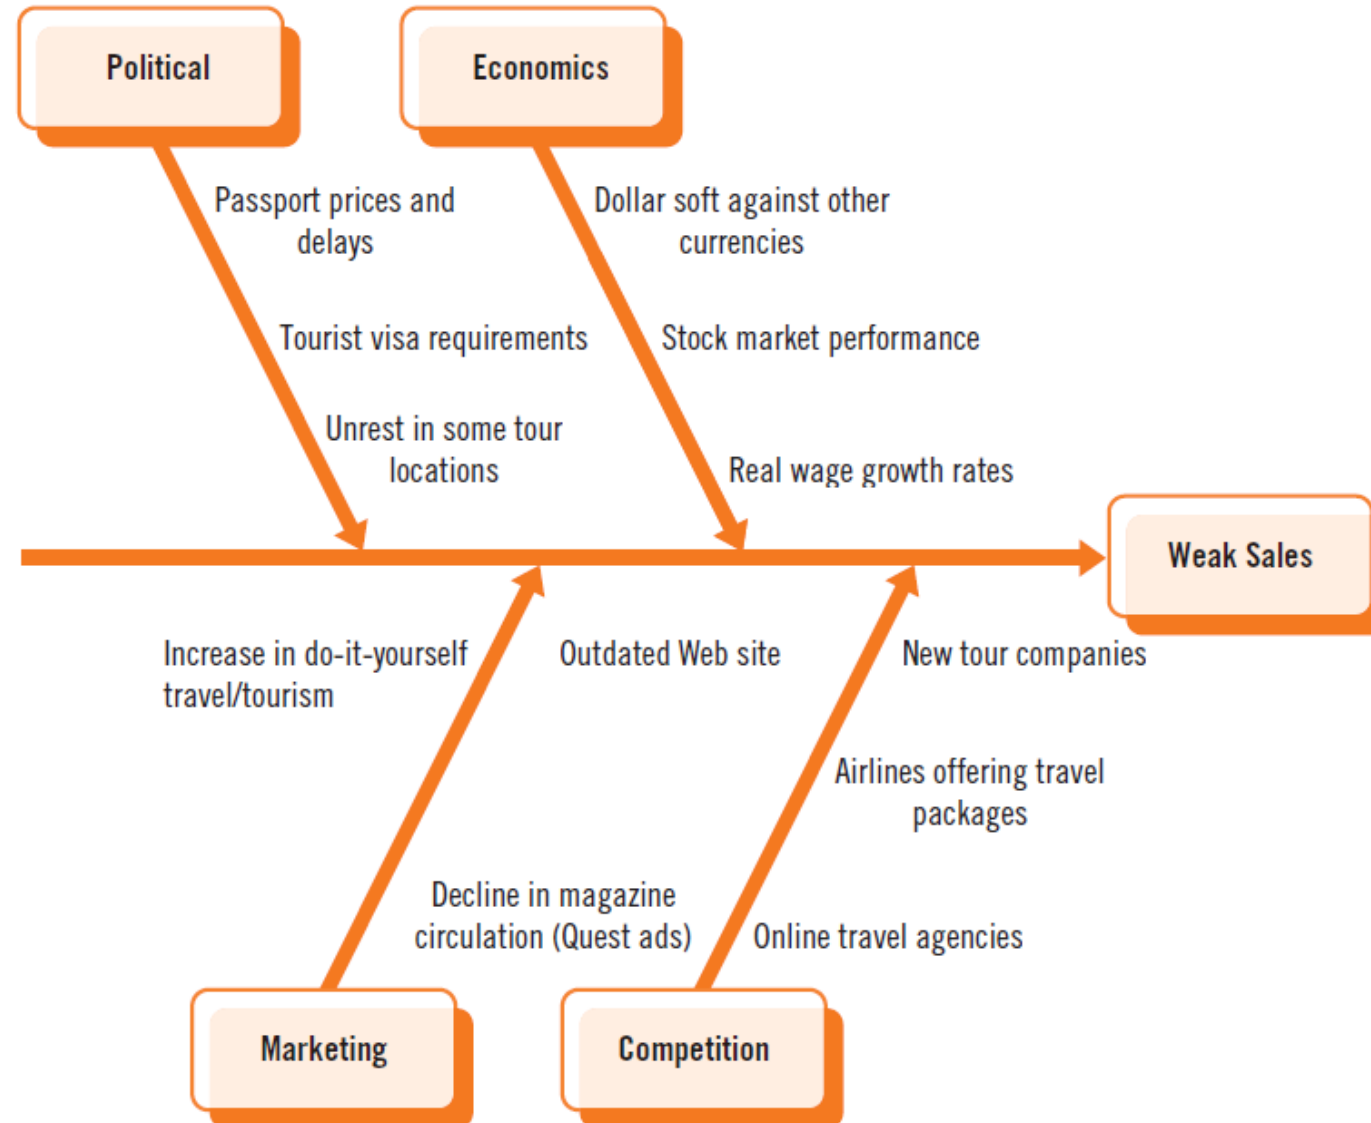 Political
Economics
Passport prices and
delays
Dollar soft against other
currencies
Tourist visa requirements
Stock market performance
Unrest in some tour
locations
Real wage growth rates
Weak Sales
Increase in do-it-yourself
travel/tourism
Outdated Web site
New tour companies
Airlines offering travel
packages
Decline in magazine
circulation (Quest ads)
Online travel agencies
Marketing
Competition